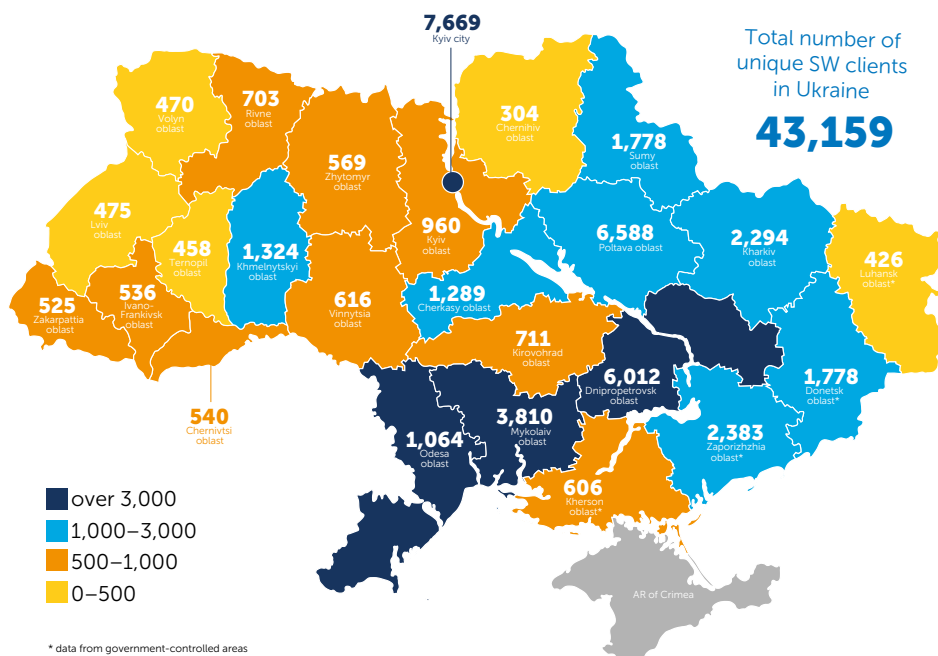 7,669
Kyiv city
Total number of
unique SW clients
in Ukraine
43,159
470
Volyn
oblast
703
Rivne
oblast
569
Zhytomyr
oblast
304
Chernihiv
oblast
1,778
Sumy
oblast
475
Lviv
oblast
458
Ternopil
oblast
1,324
Khmelnytskyi
oblast
960
Kyiv
oblast
6,588
Poltava oblast
2,294
Kharkiv
oblast
426
Luhansk
oblast*
525
Zakarpattia
oblast
536
Ivano-
Frankivsk
oblast
616
Vinnytsia
oblast
1,289
Cherkasy oblast
711
Kirovohrad
oblast
6,012
Dnipropetrovsk
oblast
1,778
Donetsk
oblast*
540
Chernivtsi
oblast
1,064
Odesa
oblast
3,810
Mykolaiv
oblast
2,383
Zaporizhzhia
oblast*
606
Kherson
oblast*
AR of Crimea
over 3,000
1,000–3,000
500–1,000
0–500
* data from government-controlled areas